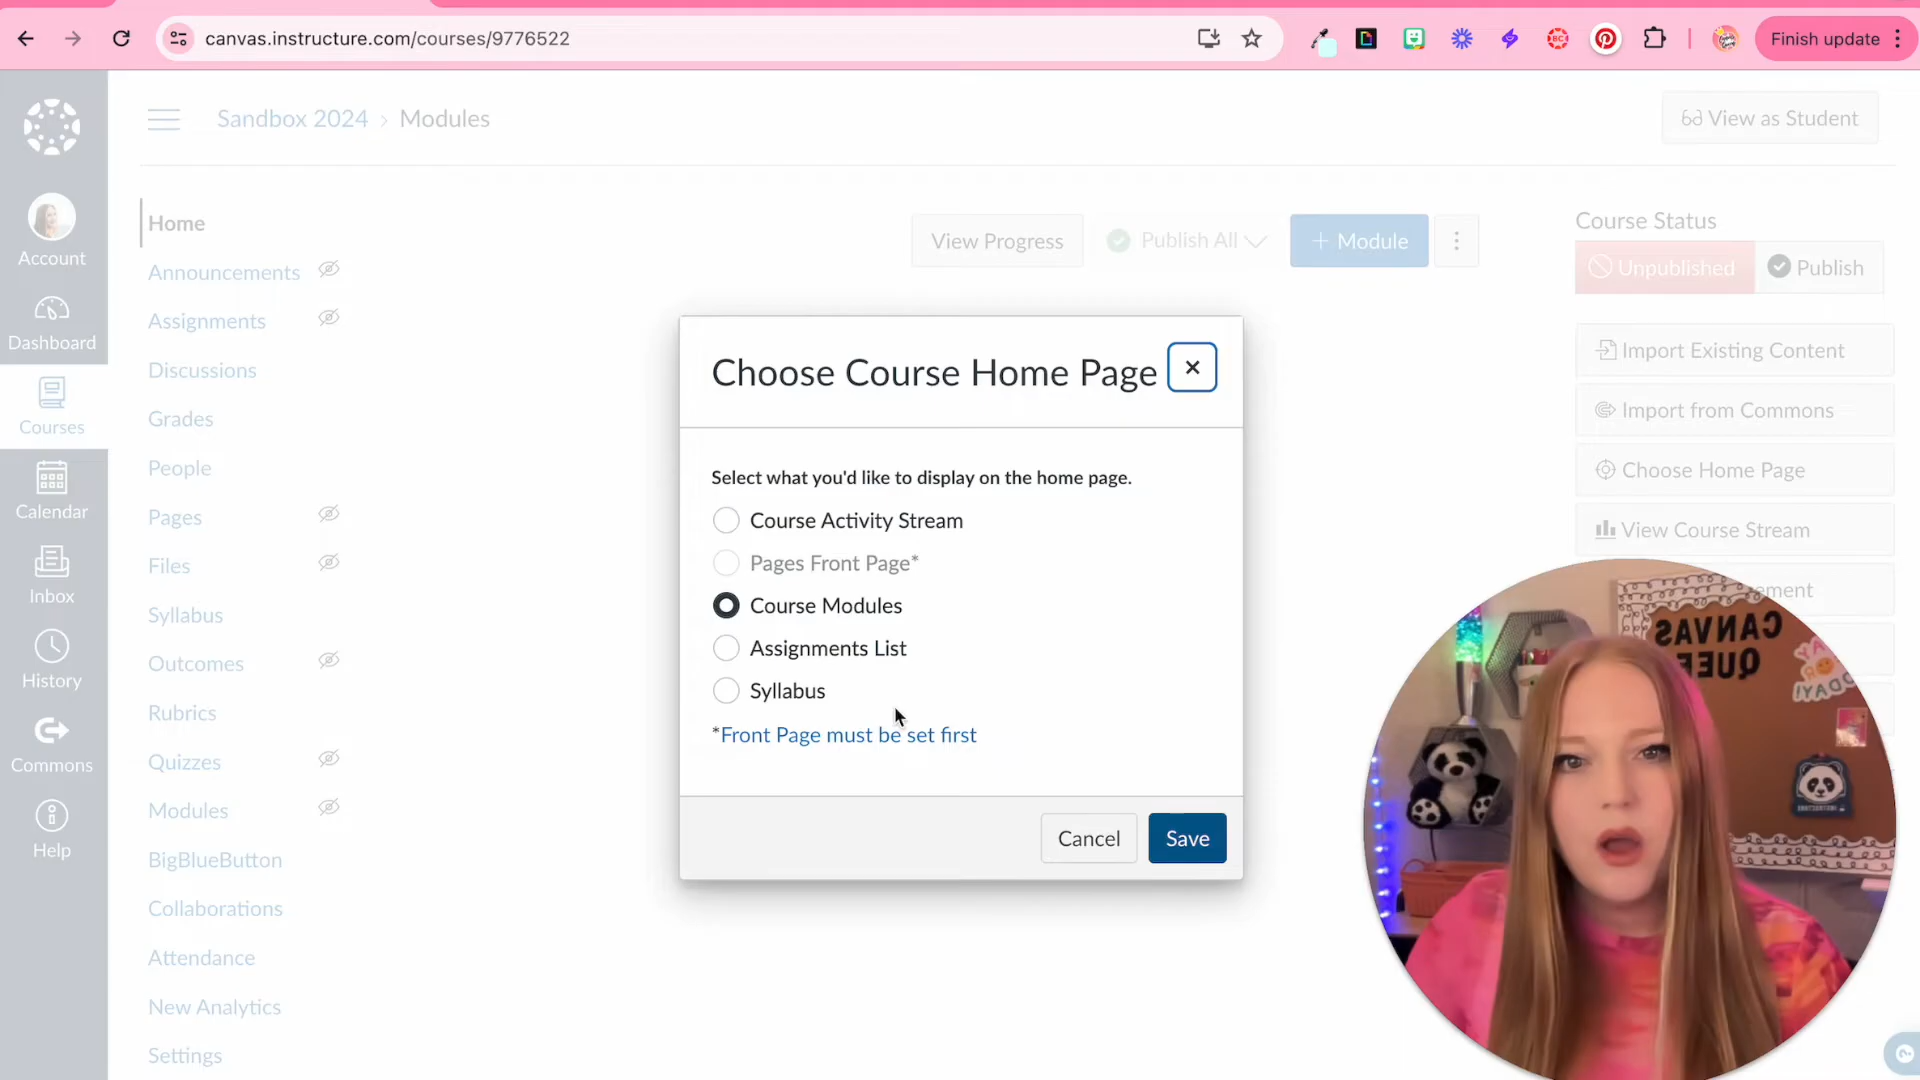 canvas.instructure.com/courses/9776522
Finish update
Sandbox 2024 › Modules
View as Student
Account
Dashboard
Courses
Calendar
Inbox
History
Commons
Help
Home
Announcements
Assignments
Discussions
Grades
People
Pages
Files
Syllabus
Outcomes
Rubrics
Quizzes
Modules
BigBlueButton
Collaborations
Attendance
New Analytics
Settings
View Progress
Publish All
+ Module
Course Status
Unpublished
Publish
Import Existing Content
Import from Commons
Choose Home Page
View Course Stream
ement
Choose Course Home Page
Select what you'd like to display on the home page.
Course Activity Stream
Pages Front Page*
Course Modules
Assignments List
Syllabus
*Front Page must be set first
Cancel
Save
CANVAS
QUEEN